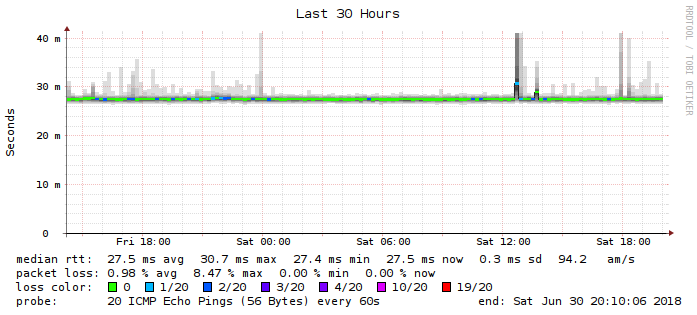 Last 30 Hours
RRDTOOL / TOBI OETIKER
Seconds
40 m
30 m
20 m
10 m
0
Fri 18:00 Sat 00:00 Sat 06:00 Sat 12:00 Sat 18:00
median rtt: 27.5 ms avg 30.7 ms max 27.4 ms min 27.5 ms now 0.3 ms sd 94.2 am/s
packet loss: 0.98 % avg 8.47 % max 0.00 % min 0.00 % now
loss color: 0 1/20 2/20 3/20 4/20 10/20 19/20
probe: 20 ICMP Echo Pings (56 Bytes) every 60s end: Sat Jun 30 20:10:06 2018